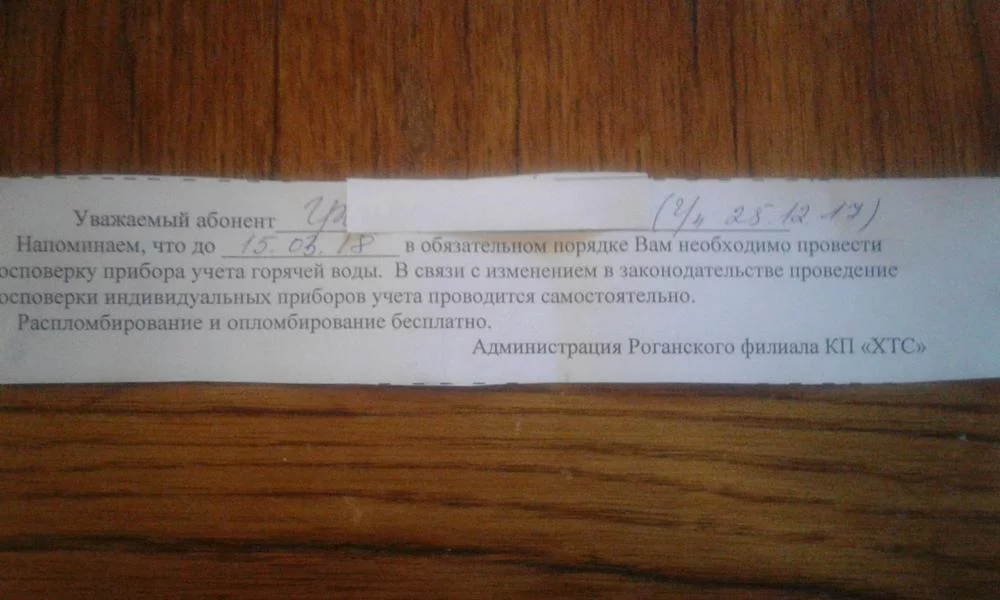 Уважаемый абонент 25.12.17)
Напоминаем, что до 15.03.18 в обязательном порядке Вам необходимо провести
осповерку прибора учета горячей воды. В связи с изменением в законодательстве проведение
осповерки индивидуальных приборов учета проводится самостоятельно.
Распломбирование и опломбирование бесплатно.
Администрация Роганского филиала КП «ХТС»